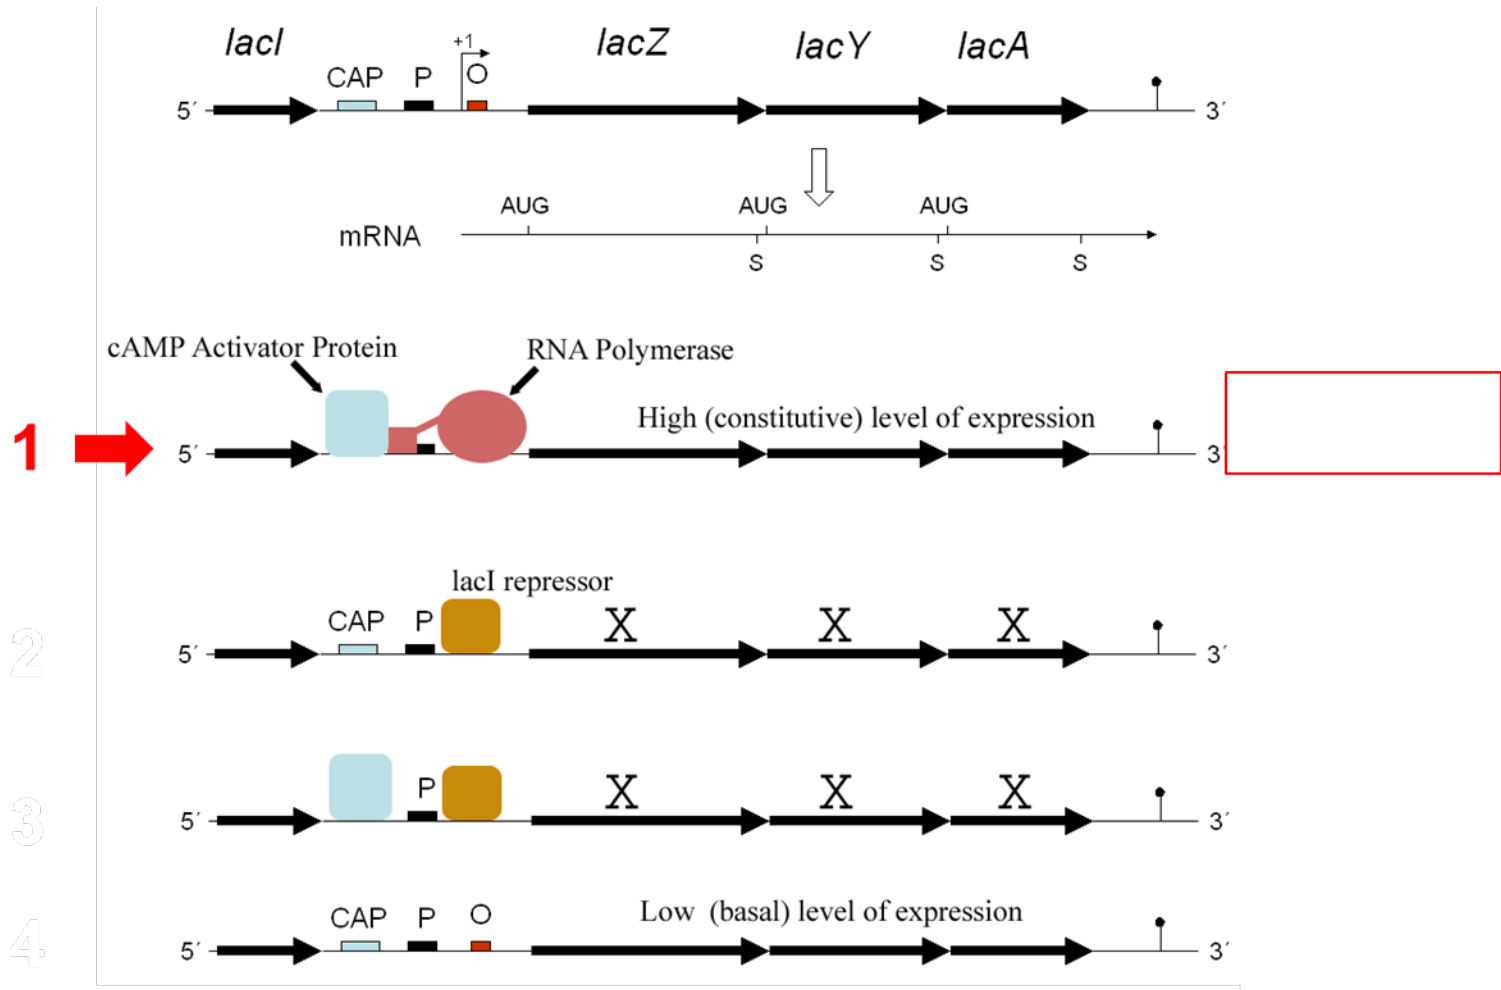 lacI lacZ lacY lacA
+1
CAP P O
5´ 3´
AUG AUG AUG
mRNA
S S S
cAMP Activator Protein RNA Polymerase
High (constitutive) level of expression
1 5´ 3´
lacI repressor
CAP P X X X
2 5´ 3´
P X X X
3 5´ 3´
CAP P O Low (basal) level of expression
4 5´ 3´